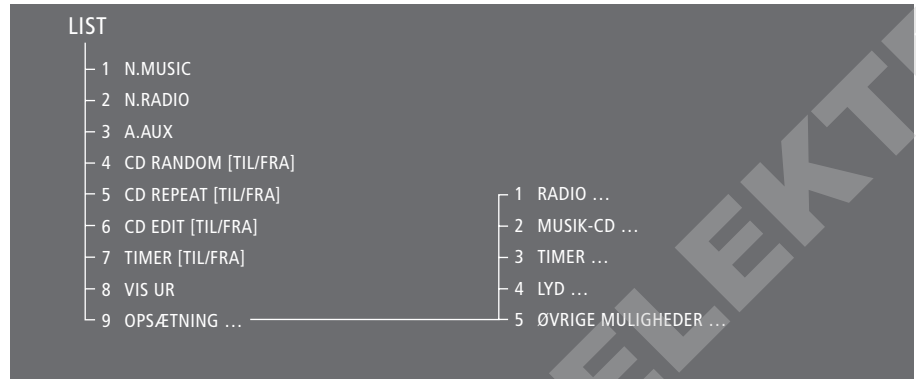 LIST
1 N.MUSIC
2 N.RADIO
3 A.AUX
4 CD RANDOM [TIL/FRA]
5 CD REPEAT [TIL/FRA]
6 CD EDIT [TIL/FRA]
7 TIMER [TIL/FRA]
8 VIS UR
9 OPSÆTNING …
1 RADIO …
2 MUSIK-CD …
3 TIMER …
4 LYD …
5 ØVRIGE MULIGHEDER …